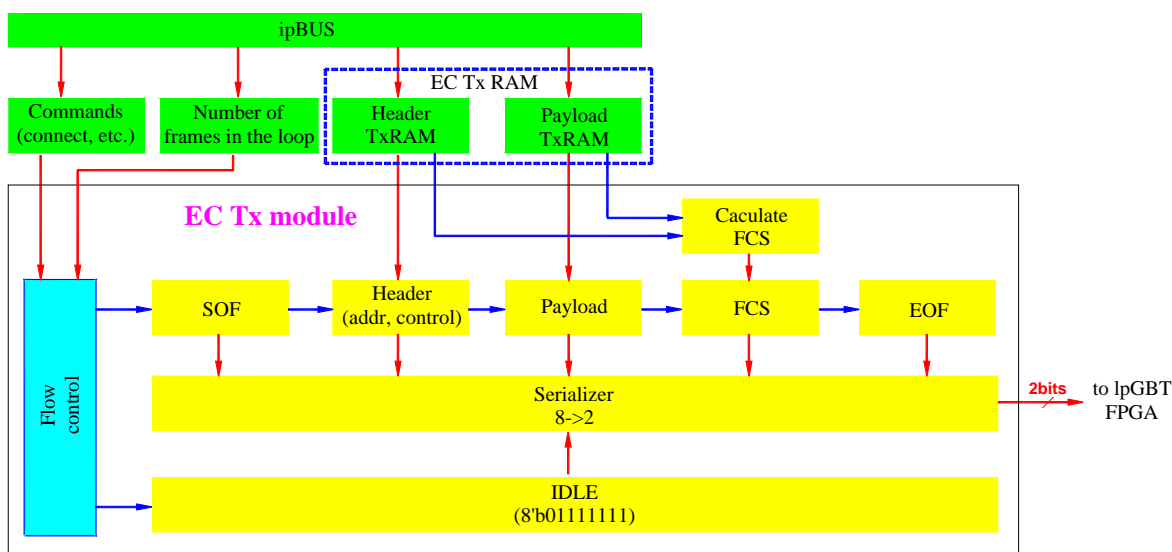 ipBUS
EC Tx RAM
Commands
(connect, etc.)
Number of
frames in the loop
Header
TxRAM
Payload
TxRAM
EC Tx module
Caculate
FCS
SOF
Header
(addr, control)
Payload
FCS
EOF
Flow
control
Serializer
8->2
2bits
to lpGBT
FPGA
IDLE
(8'b01111111)